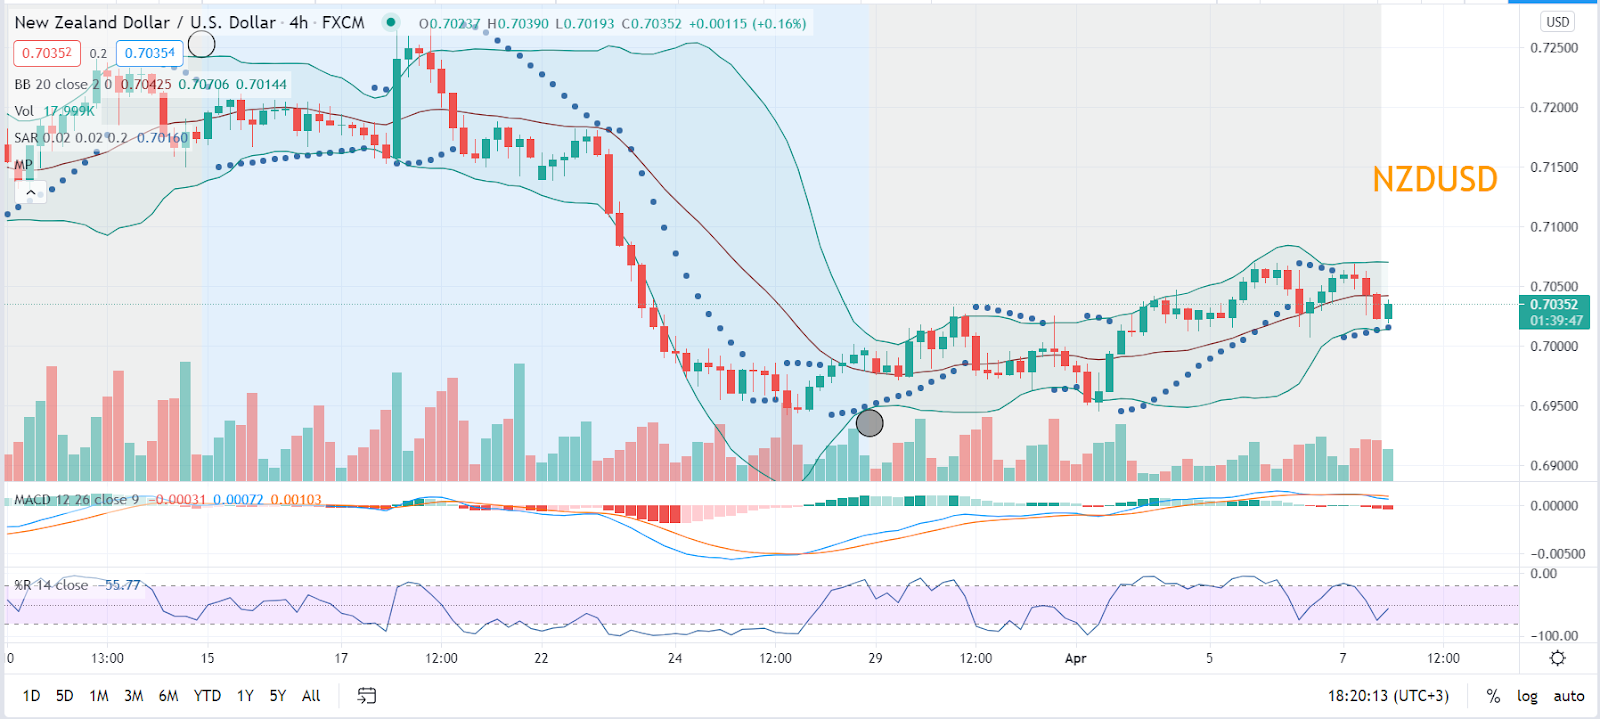 New Zealand Dollar / U.S. Dollar · 4h · FXCM O0.70237 H0.70390 L0.70193 C0.70352 +0.00115 (+0.16%)
USD
0.70352 0.2 0.70354
BB 20 close 2 0 0.70425 0.70706 0.70144
Vol 17.999K
SAR 0.02 0.02 0.2 0.70160
MP
NZDUSD
0.72500
0.72000
0.71500
0.71000
0.70500
0.70352
01:39:47
0.70000
0.69500
0.69000
MACD 12 26 close 9 −0.00031 0.00072 0.00103
0.00000
−0.00500
%R 14 close −55.77
0.00
−100.00
0 13:00 15 17 12:00 22 24 12:00 29 12:00 Apr 5 7 12:00
1D 5D 1M 3M 6M YTD 1Y 5Y All 18:20:13 (UTC+3) % log auto